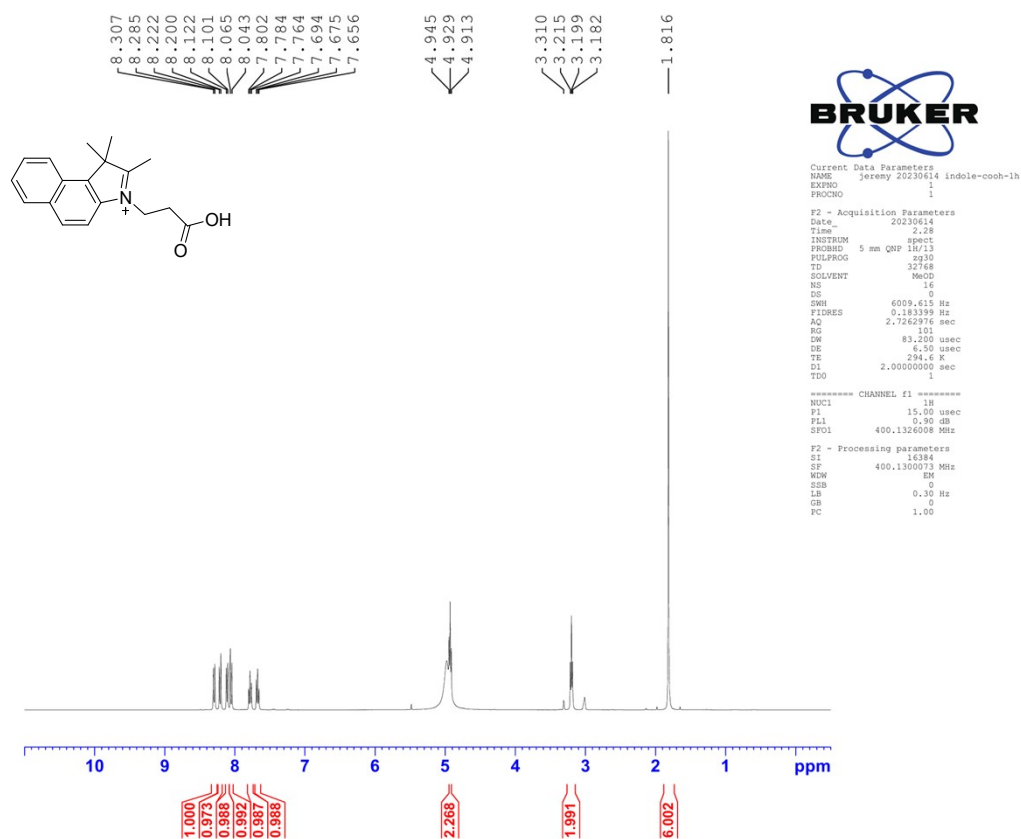 8.307
8.285
8.222
8.200
8.122
8.101
8.065
8.043
7.802
7.784
7.764
7.694
7.675
7.656
4.945
4.929
4.913
3.310
3.215
3.199
3.182
1.816
BRUKER
N
+
OH
O
Current Data Parameters
NAME jeremy 20230614 indole-cooh-1h
EXPNO 1
PROCNO 1
F2 - Acquisition Parameters
Date_ 20230614
Time 2.28
INSTRUM spect
PROBHD 5 mm QNP 1H/13
PULPROG zg30
TD 32768
SOLVENT MeOD
NS 16
DS 0
SWH 6009.615 Hz
FIDRES 0.183399 Hz
AQ 2.7262976 sec
RG 101
DW 83.200 usec
DE 6.50 usec
TE 294.6 K
D1 2.00000000 sec
TD0 1
======== CHANNEL f1 ========
NUC1 1H
P1 15.00 usec
PL1 0.90 dB
SFO1 400.1326008 MHz
F2 - Processing parameters
SI 16384
SF 400.1300073 MHz
WDW EM
SSB 0
LB 0.30 Hz
GB 0
PC 1.00
10 9 8 7 6 5 4 3 2 1 ppm
1.000
0.973
0.988
0.992
0.987
0.988
2.268
1.991
6.002